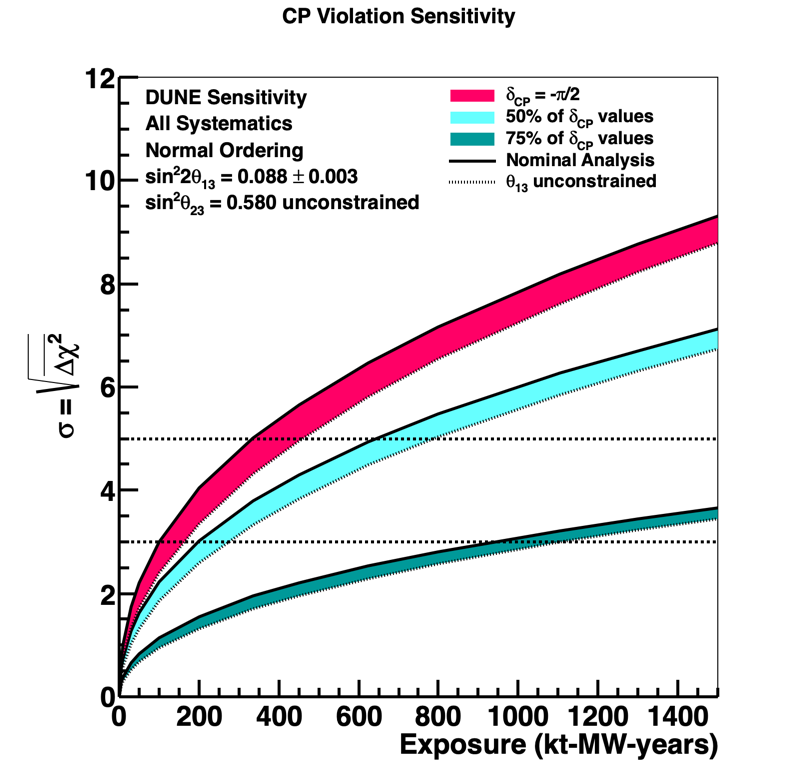 CP Violation Sensitivity
12
10
8
6
4
2
0
σ = √Δχ²
DUNE Sensitivity
All Systematics
Normal Ordering
sin²2θ₁₃ = 0.088 ± 0.003
sin²θ₂₃ = 0.580 unconstrained
δCP = -π/2
50% of δCP values
75% of δCP values
Nominal Analysis
θ₁₃ unconstrained
0 200 400 600 800 1000 1200 1400
Exposure (kt-MW-years)